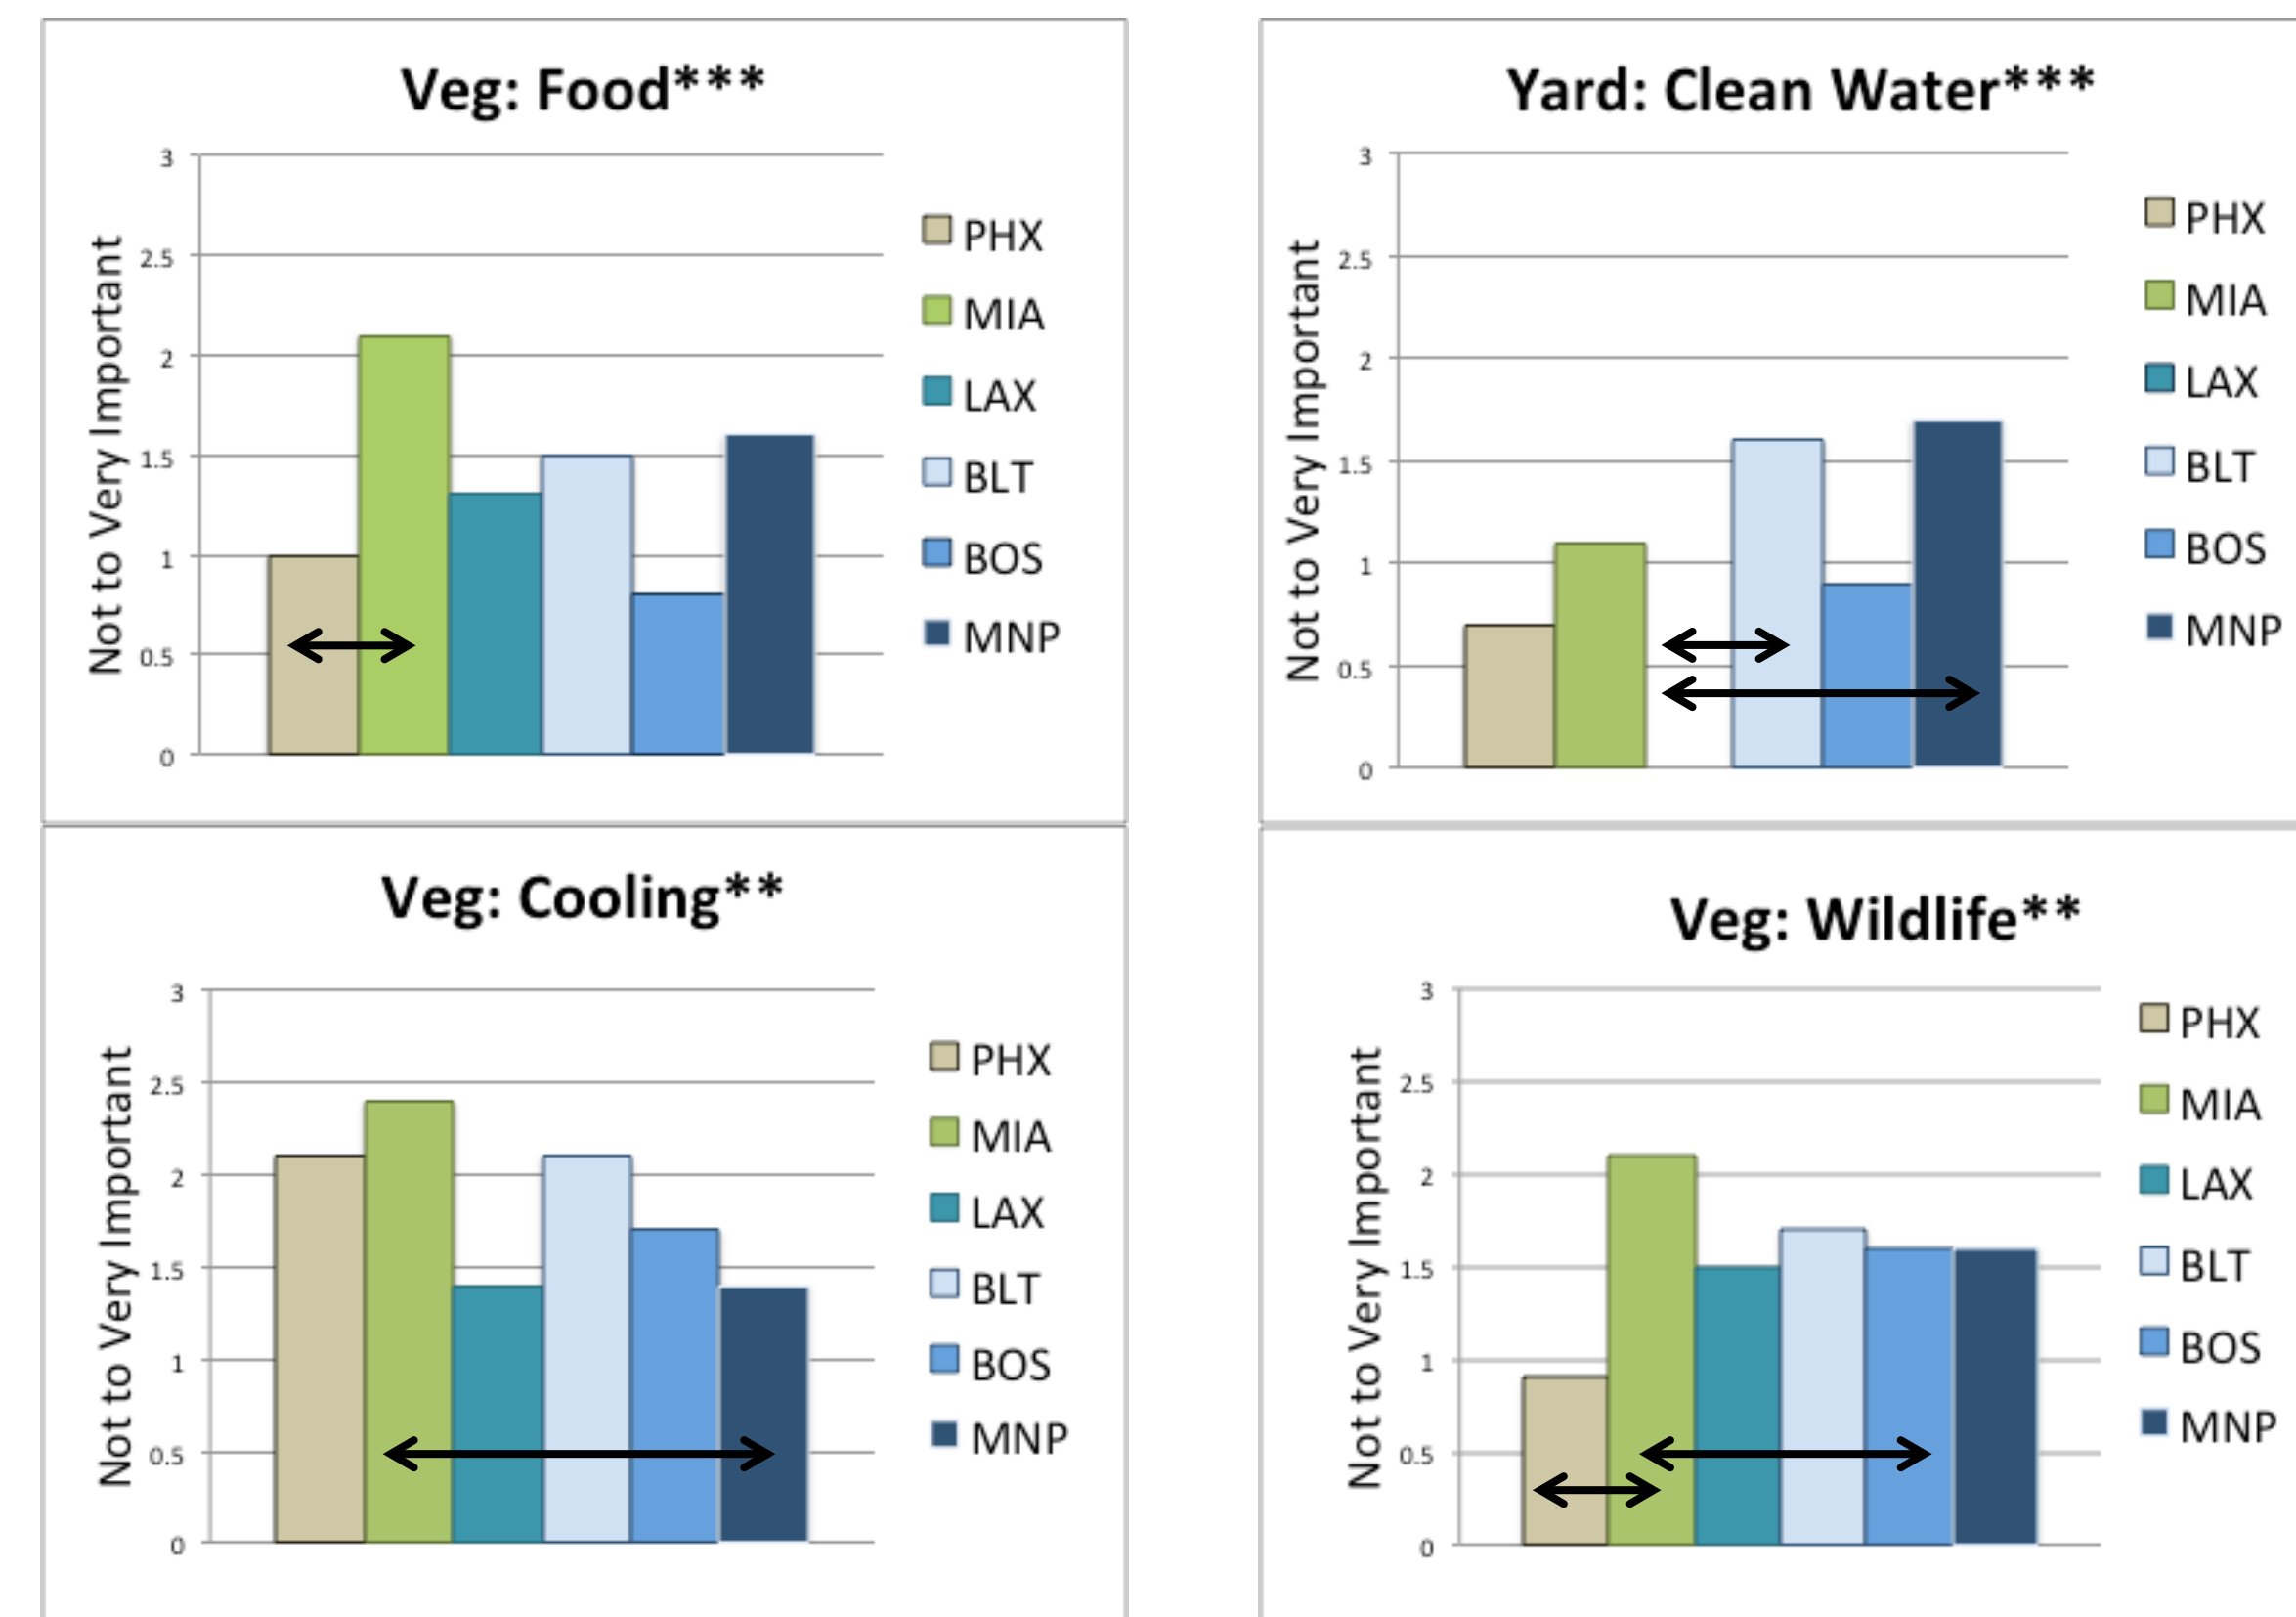 Veg: Food***
Not to Very Important
3
2.5
2
1.5
1
0.5
0
PHX
MIA
LAX
BLT
BOS
MNP
Yard: Clean Water***
Not to Very Important
3
2.5
2
1.5
1
0.5
0
PHX
MIA
LAX
BLT
BOS
MNP
Veg: Cooling**
Not to Very Important
3
2.5
2
1.5
1
0.5
0
PHX
MIA
LAX
BLT
BOS
MNP
Veg: Wildlife**
Not to Very Important
3
2.5
2
1.5
1
0.5
0
PHX
MIA
LAX
BLT
BOS
MNP